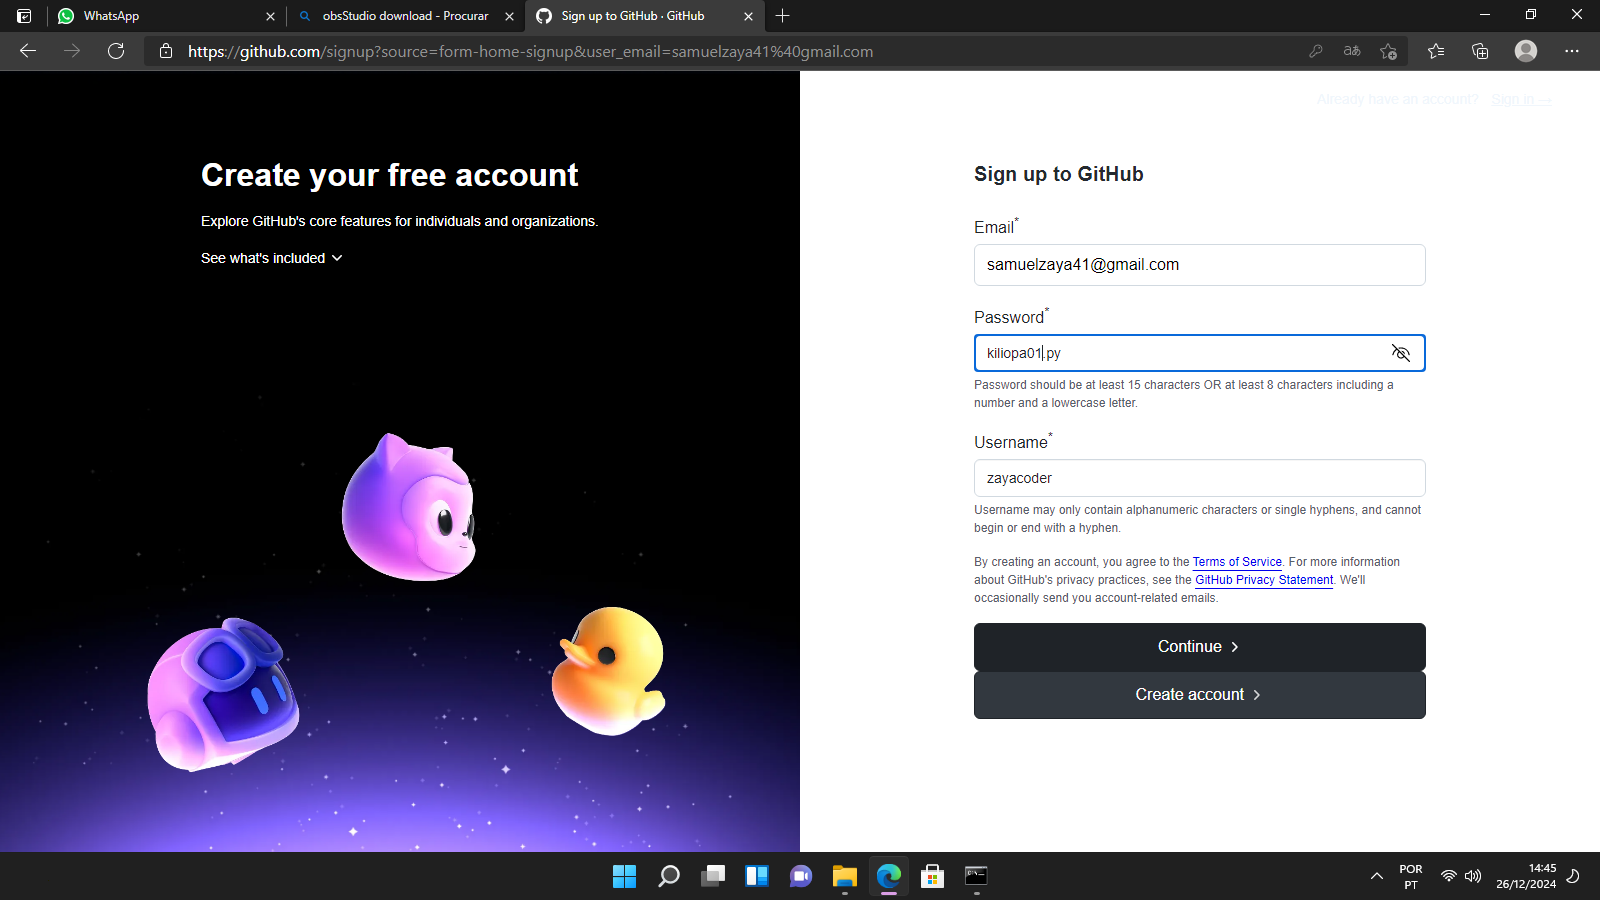 WhatsApp
obsStudio download - Procurar
Sign up to GitHub · GitHub
https://github.com/signup?source=form-home-signup&user_email=samuelzaya41%40gmail.com
aあ
Already have an account? Sign in →
Create your free account
Explore GitHub's core features for individuals and organizations.
See what's included
Sign up to GitHub
Email*
samuelzaya41@gmail.com
Password*
kiliopa01.py
Password should be at least 15 characters OR at least 8 characters including a
number and a lowercase letter.
Username*
zayacoder
Username may only contain alphanumeric characters or single hyphens, and cannot
begin or end with a hyphen.
By creating an account, you agree to the Terms of Service. For more information
about GitHub's privacy practices, see the GitHub Privacy Statement. We'll
occasionally send you account-related emails.
Continue
Create account
POR
PT
14:45
26/12/2024